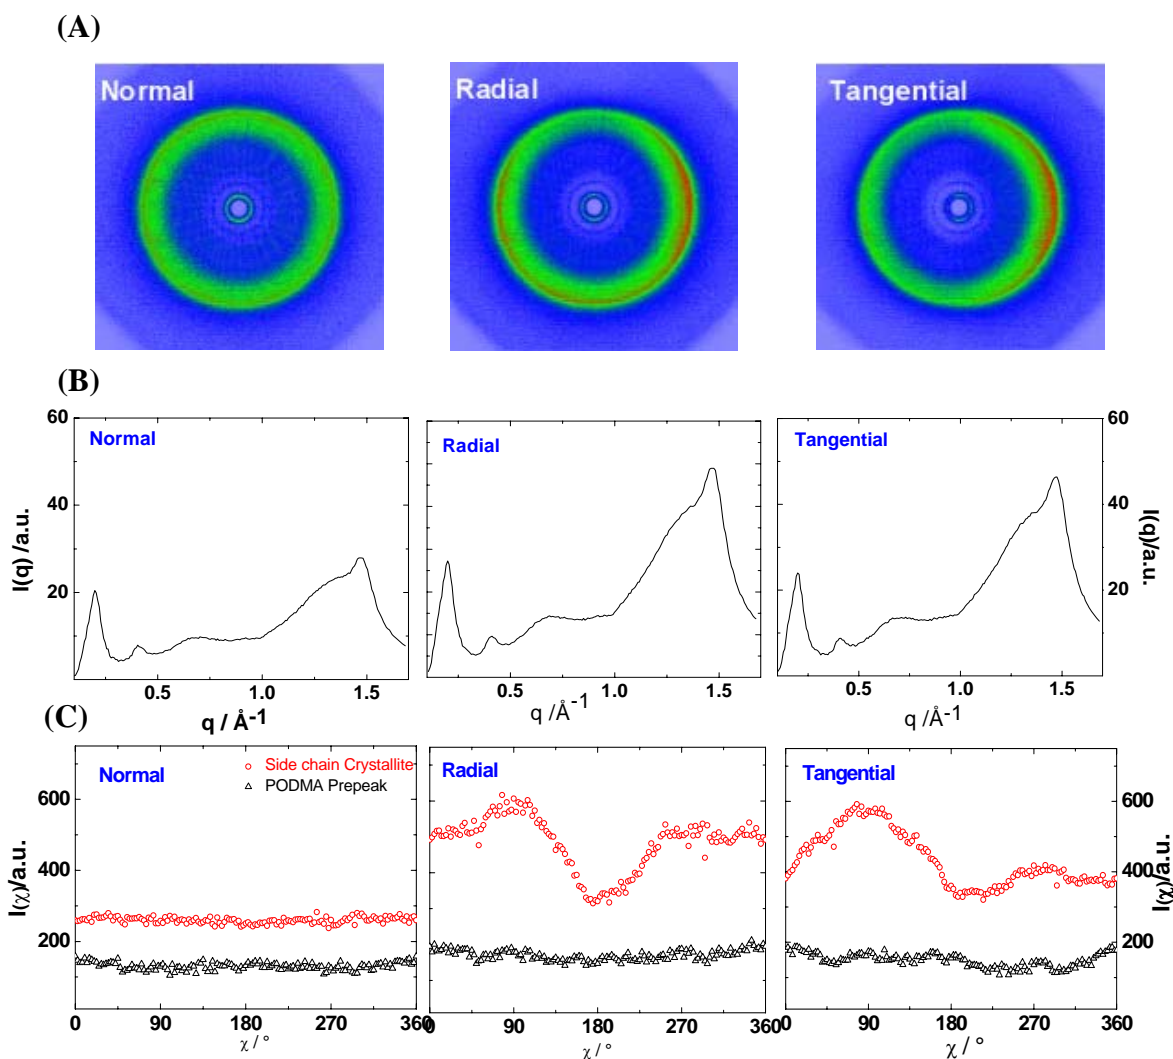 (A)
Normal
Radial
Tangential
(B)
60
40
20
I(q) /a.u.
Normal
0.5 1.0 1.5
q / Å-1
Radial
0.5 1.0 1.5
q /Å-1
Tangential
60
40
20
I(q)/a.u.
0.5 1.0 1.5
q /Å-1
(C)
600
400
200
I(χ)/a.u.
Normal
Side chain Crystallite
PODMA Prepeak
0 90 180 270 360
χ / °
Radial
0 90 180 270 360
χ / °
Tangential
600
400
200
I(χ)/a.u.
0 90 180 270 360
χ / °